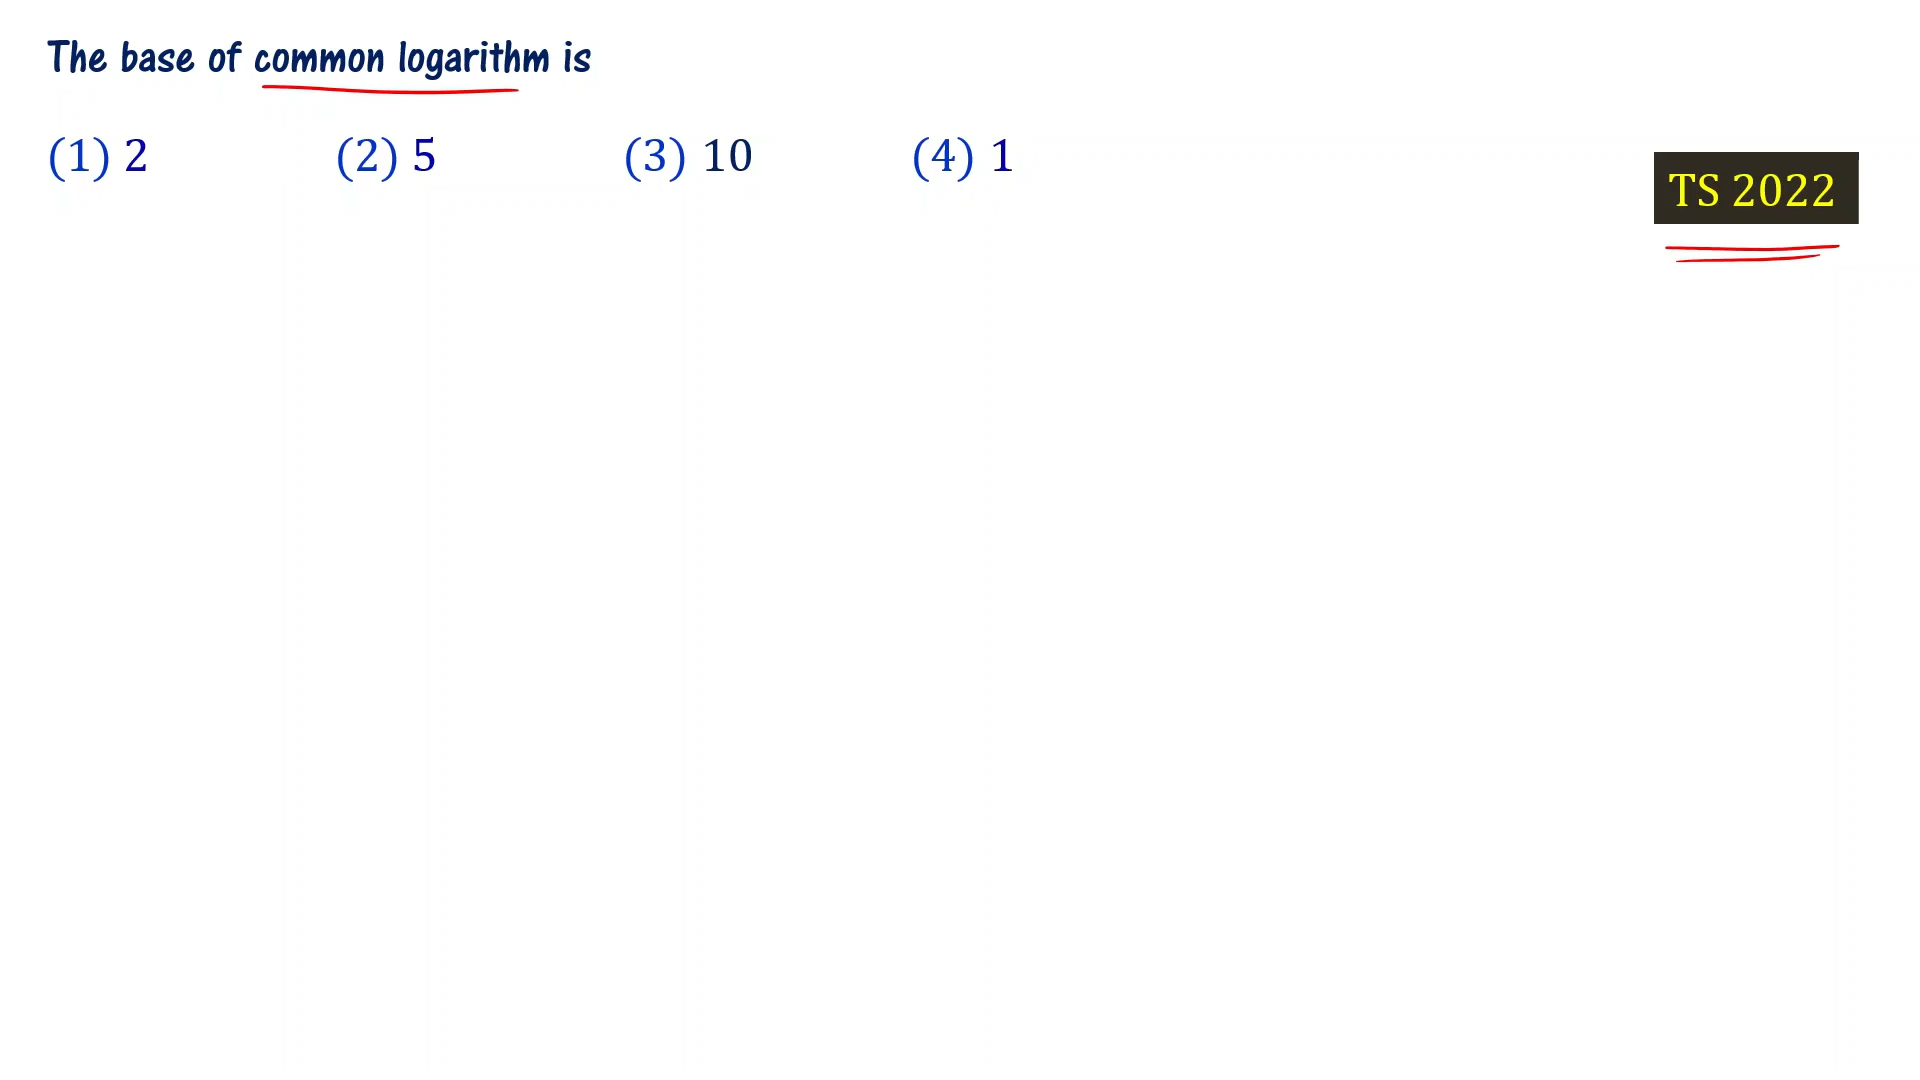 The base of common logarithm is
(1) 2 (2) 5 (3) 10 (4) 1
TS 2022